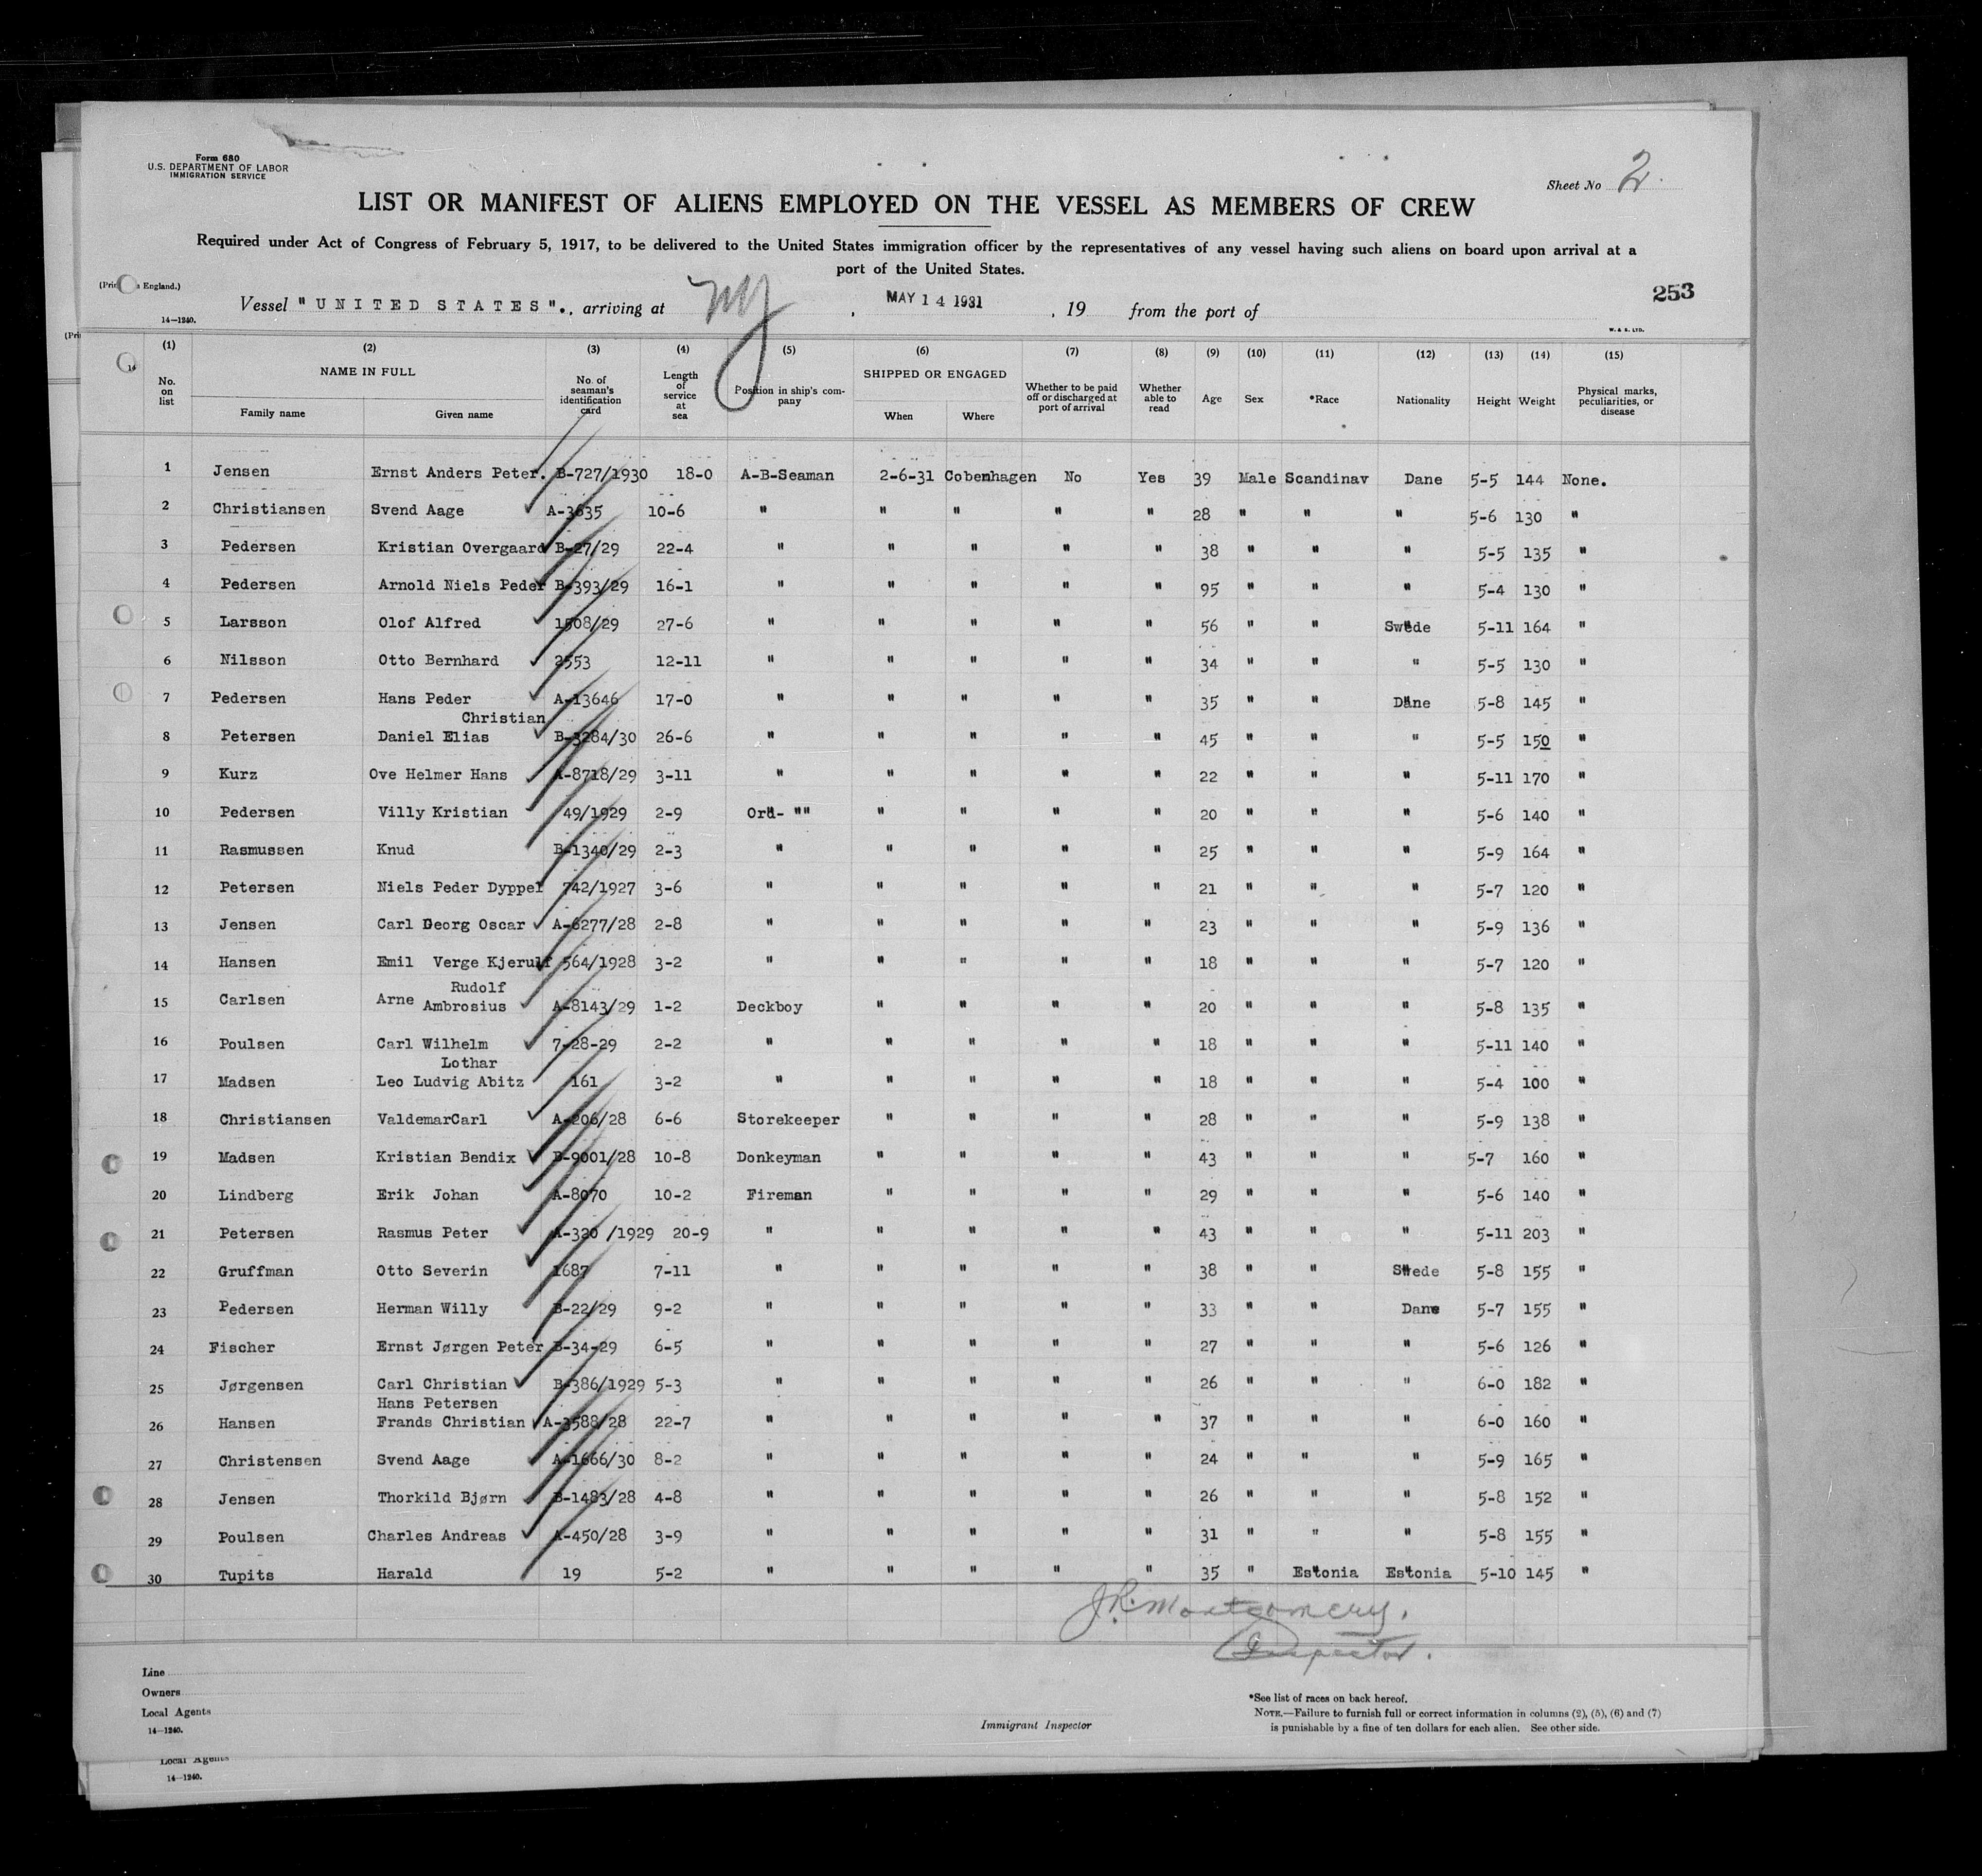 Form 680
U.S. DEPARTMENT OF LABOR
IMMIGRATION SERVICE
Sheet No 2
LIST OR MANIFEST OF ALIENS EMPLOYED ON THE VESSEL AS MEMBERS OF CREW
Required under Act of Congress of February 5, 1917, to be delivered to the United States immigration officer by the representatives of any vessel having such aliens on board upon arrival at a
port of the United States.
253
Vessel "UNITED STATES"., arriving at NY, MAY 14 1931, 19 from the port of
14—1240.
W. & S. LTD.
(1) (2) (3) (4) (5) (6) (7) (8) (9) (10) (11) (12) (13) (14) (15)
No. on list NAME IN FULL Family name Given name No. of seaman's identification card Length of service at sea Position in ship's company SHIPPED OR ENGAGED When Where Whether to be paid off or discharged at port of arrival Whether able to read Age Sex *Race Nationality Height Weight Physical marks, peculiarities, or disease
1 Jensen Ernst Anders Peter. B-727/1930 18-0 A-B-Seaman 2-6-31 Cobenhagen No Yes 39 Male Scandinav Dane 5-5 144 None.
2 Christiansen Svend Aage A-3635 10-6 " " " " " 28 " " " 5-6 130 "
3 Pedersen Kristian Overgaard B-27/29 22-4 " " " " " 38 " " " 5-5 135 "
4 Pedersen Arnold Niels Peder B-393/29 16-1 " " " " " 95 " " " 5-4 130 "
5 Larsson Olof Alfred 1508/29 27-6 " " " " " 56 " " Swede 5-11 164 "
6 Nilsson Otto Bernhard 2553 12-11 " " " " " 34 " " " 5-5 130 "
7 Pedersen Hans Peder Christian A-13646 17-0 " " " " " 35 " " Dane 5-8 145 "
8 Petersen Daniel Elias B-3284/30 26-6 " " " " " 45 " " " 5-5 150 "
9 Kurz Ove Helmer Hans A-8718/29 3-11 " " " " " 22 " " " 5-11 170 "
10 Pedersen Villy Kristian 49/1929 2-9 Ord- "" " " " " 20 " " " 5-6 140 "
11 Rasmussen Knud B-1340/29 2-3 " " " " " 25 " " " 5-9 164 "
12 Petersen Niels Peder Dyppel 742/1927 3-6 " " " " " 21 " " " 5-7 120 "
13 Jensen Carl Georg Oscar A-6277/28 2-8 " " " " " 23 " " " 5-9 136 "
14 Hansen Emil Verge Kjerulf 564/1928 3-2 " " " " " 18 " " " 5-7 120 "
15 Carlsen Arne Rudolf Ambrosius A-8143/29 1-2 Deckboy " " " " 20 " " " 5-8 135 "
16 Poulsen Carl Wilhelm 7-28-29 2-2 " " " " " 18 " " " 5-11 140 "
17 Madsen Leo Ludvig Abitz Lothar 161 3-2 " " " " " 18 " " " 5-4 100 "
18 Christiansen ValdemarCarl A-206/28 6-6 Storekeeper " " " " 28 " " " 5-9 138 "
19 Madsen Kristian Bendix B-9001/28 10-8 Donkeyman " " " " 43 " " " 5-7 160 "
20 Lindberg Erik Johan A-8070 10-2 Fireman " " " " 29 " " " 5-6 140 "
21 Petersen Rasmus Peter A-320 /1929 20-9 " " " " " 43 " " " 5-11 203 "
22 Gruffman Otto Severin 1687 7-11 " " " " " 38 " " Swede 5-8 155 "
23 Pedersen Herman Willy B-22/29 9-2 " " " " " 33 " " Dane 5-7 155 "
24 Fischer Ernst Jørgen Peter B-34-29 6-5 " " " " " 27 " " " 5-6 126 "
25 Jørgensen Carl Christian B-386/1929 5-3 " " " " " 26 " " " 6-0 182 "
26 Hansen Hans Petersen Frands Christian A-3588/28 22-7 " " " " " 37 " " " 6-0 160 "
27 Christensen Svend Aage A-1666/30 8-2 " " " " " 24 " " " 5-9 165 "
28 Jensen Thorkild Bjørn B-1483/28 4-8 " " " " " 26 " " " 5-8 152 "
29 Poulsen Charles Andreas A-450/28 3-9 " " " " " 31 " " " 5-8 155 "
30 Tupits Harald 19 5-2 " " " " " 35 " Estonia Estonia 5-10 145 "
J.R. Montgomery.
Inspector.
Line
Owners
Local Agents
14—1240.
Immigrant Inspector
*See list of races on back hereof.
NOTE.—Failure to furnish full or correct information in columns (2), (5), (6) and (7)
is punishable by a fine of ten dollars for each alien. See other side.
Local Agents
14—1240.